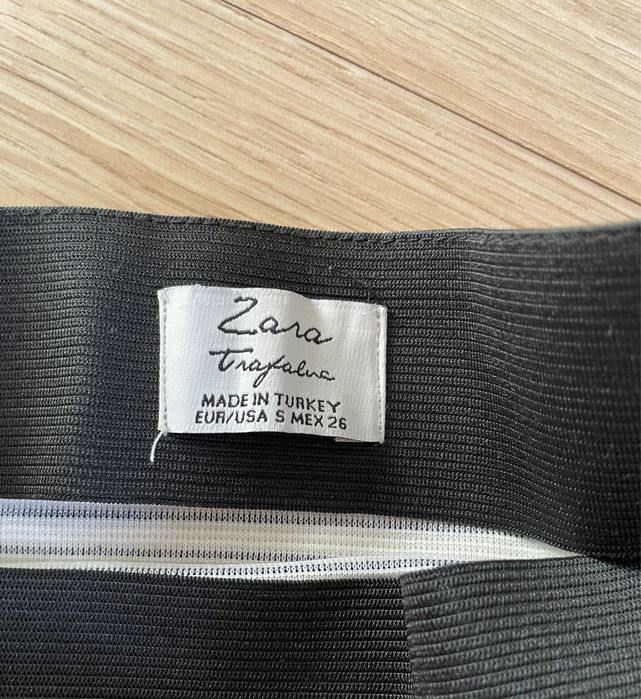 Zara
Trafaluc
MADE IN TURKEY
EUR/USA S MEX 26